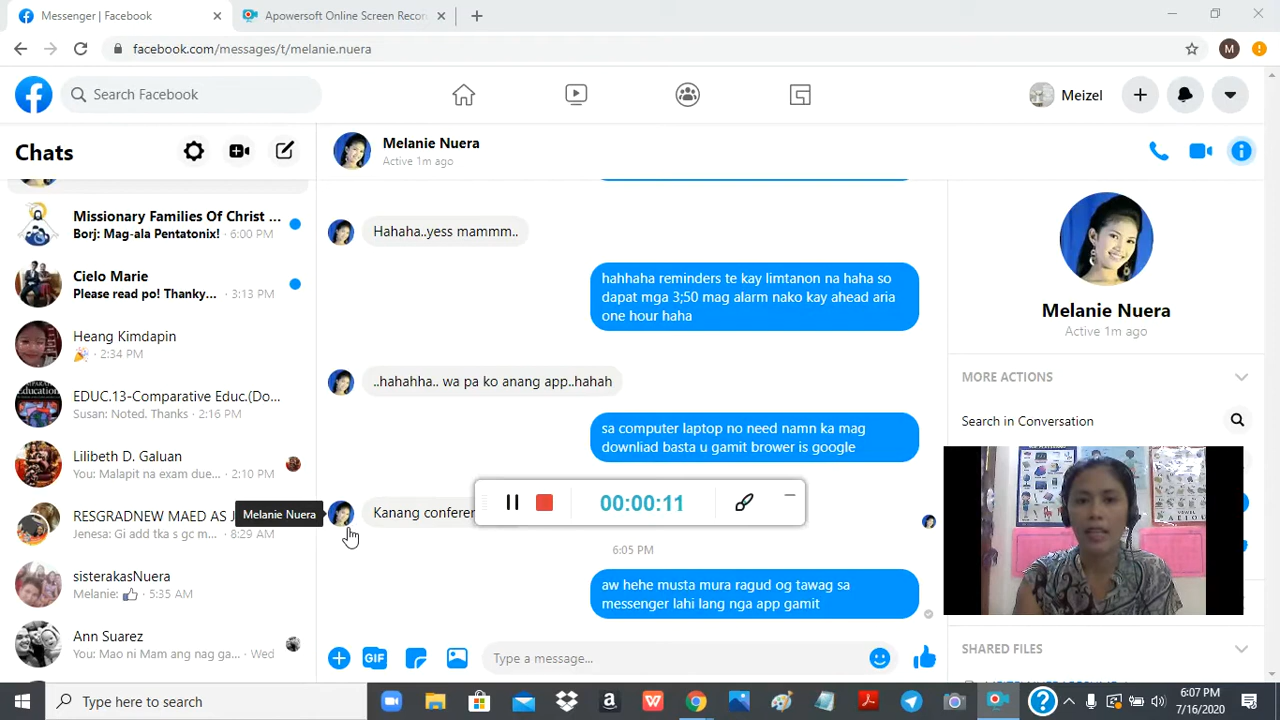 Messenger | Facebook
Apowersoft Online Screen Recor
facebook.com/messages/t/melanie.nuera
M
Search Facebook
Meizel
Chats
Melanie Nuera
Active 1m ago
Missionary Families Of Christ ...
Borj: Mag-ala Pentatonix! · 6:00 PM
Cielo Marie
Please read po! Thanky... · 3:13 PM
Heang Kimdapin
· 2:34 PM
EDUC.13-Comparative Educ.(Do...
Susan: Noted. Thanks · 2:16 PM
Lilibeth D. Galuan
You: Malapit na exam due... · 2:10 PM
RESGRADNEW MAED AS J
Jenesa: Gi add tka s gc m... · 8:29 AM
Melanie Nuera
sisterakasNuera
Melanie: · 5:35 AM
Ann Suarez
You: Mao ni Mam ang nag ga... · Wed
Hahaha..yess mammm..
hahhaha reminders te kay limtanon na haha so
dapat mga 3;50 mag alarm nako kay ahead aria
one hour haha
..hahahha.. wa pa ko anang app..hahah
sa computer laptop no need namn ka mag
downliad basta u gamit brower is google
Kanang conferen
00:00:11
6:05 PM
aw hehe musta mura ragud og tawag sa
messenger lahi lang nga app gamit
GIF
Type a message...
Melanie Nuera
Active 1m ago
MORE ACTIONS
Search in Conversation
SHARED FILES
Type here to search
6:07 PM
7/16/2020